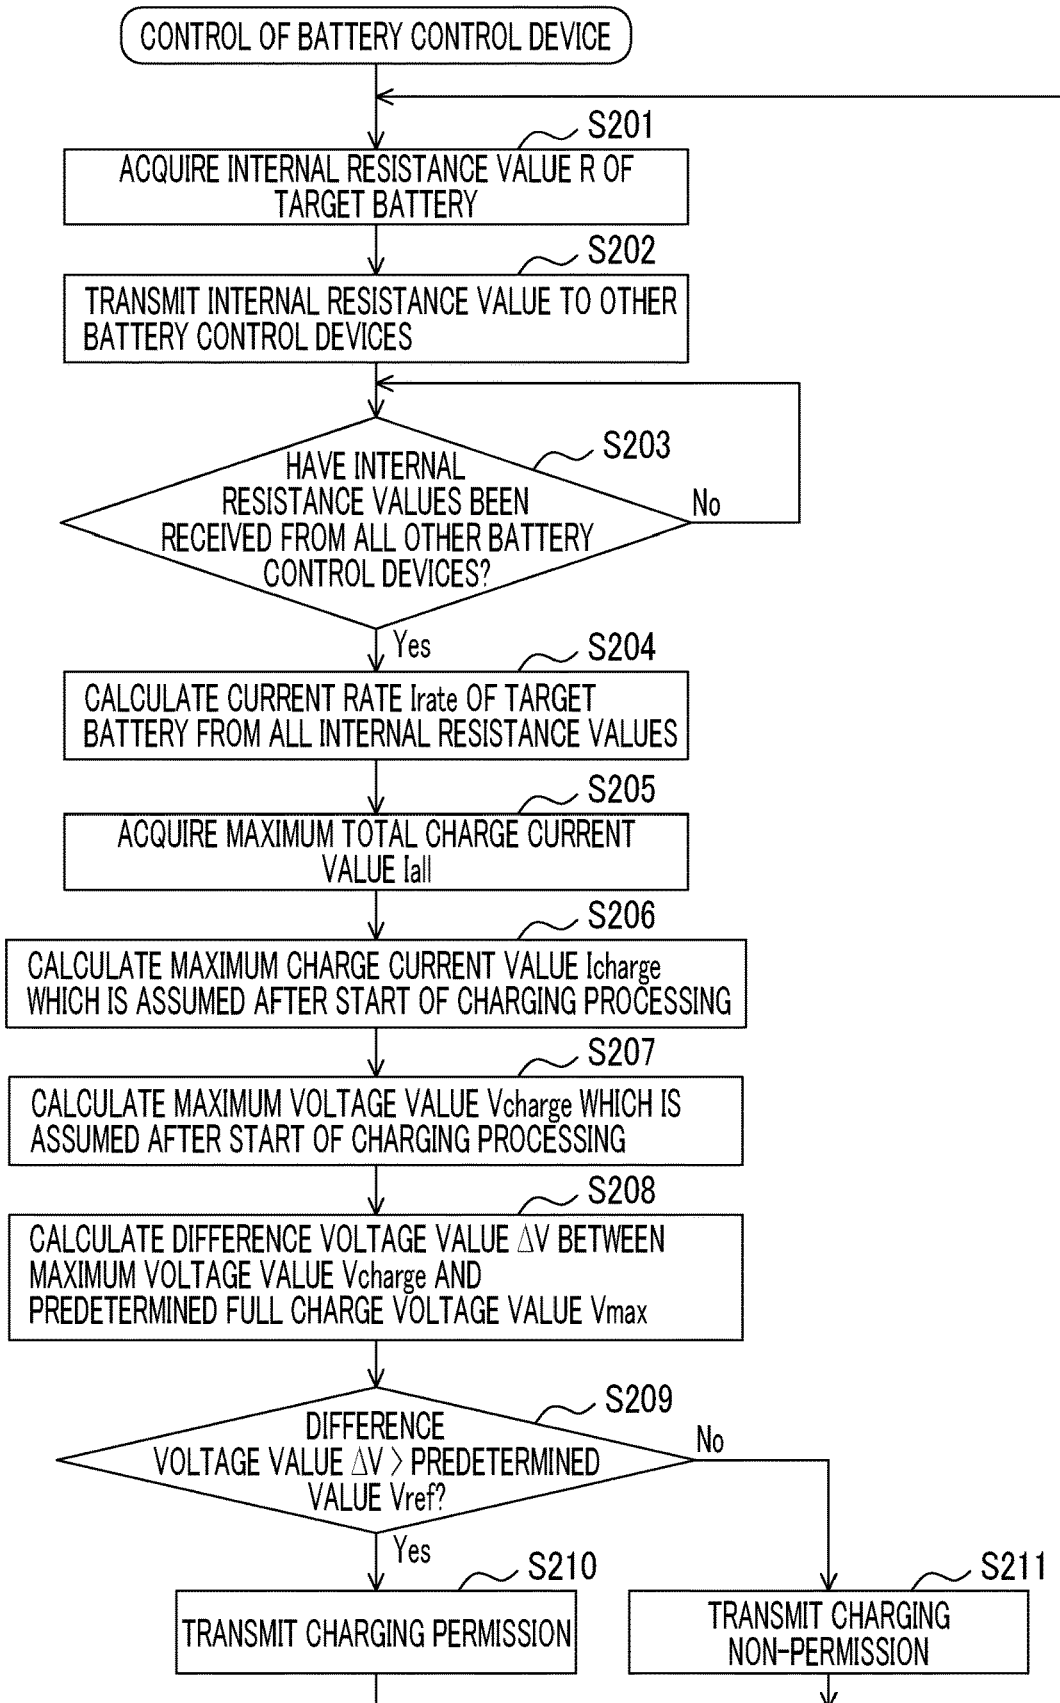 CONTROL OF BATTERY CONTROL DEVICE
S201
ACQUIRE INTERNAL RESISTANCE VALUE R OF
TARGET BATTERY
S202
TRANSMIT INTERNAL RESISTANCE VALUE TO OTHER
BATTERY CONTROL DEVICES
S203
HAVE INTERNAL
RESISTANCE VALUES BEEN
RECEIVED FROM ALL OTHER BATTERY
CONTROL DEVICES?
No
Yes
S204
CALCULATE CURRENT RATE Irate OF TARGET
BATTERY FROM ALL INTERNAL RESISTANCE VALUES
S205
ACQUIRE MAXIMUM TOTAL CHARGE CURRENT
VALUE Iall
S206
CALCULATE MAXIMUM CHARGE CURRENT VALUE Icharge
WHICH IS ASSUMED AFTER START OF CHARGING PROCESSING
S207
CALCULATE MAXIMUM VOLTAGE VALUE Vcharge WHICH IS
ASSUMED AFTER START OF CHARGING PROCESSING
S208
CALCULATE DIFFERENCE VOLTAGE VALUE ΔV BETWEEN
MAXIMUM VOLTAGE VALUE Vcharge AND
PREDETERMINED FULL CHARGE VOLTAGE VALUE Vmax
S209
DIFFERENCE
VOLTAGE VALUE ΔV > PREDETERMINED
VALUE Vref?
No
Yes
S210
TRANSMIT CHARGING PERMISSION
S211
TRANSMIT CHARGING
NON-PERMISSION